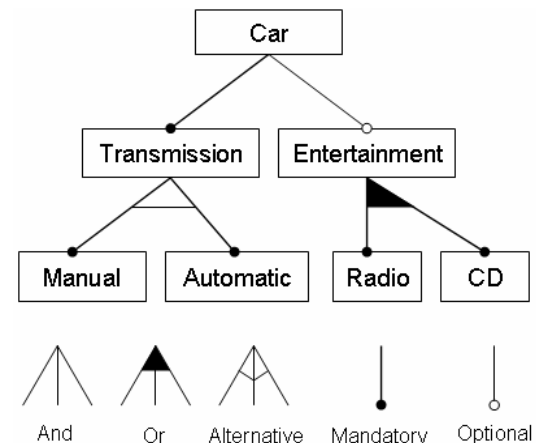 Car
Transmission Entertainment
Manual Automatic Radio CD
And Or Alternative Mandatory Optional